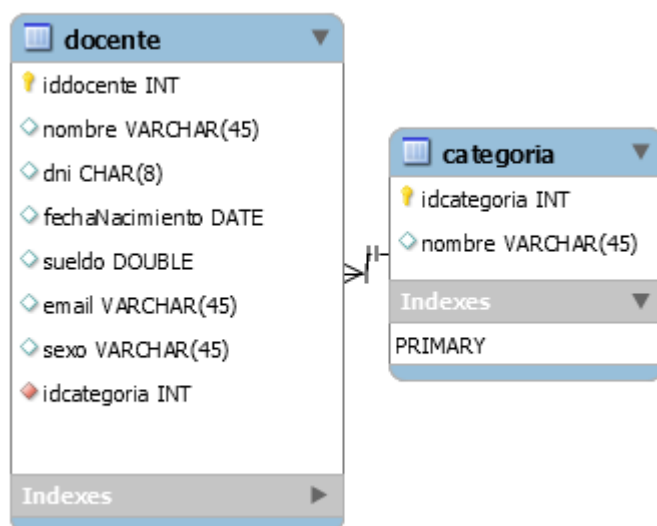 docente
iddocente INT
nombre VARCHAR(45)
dni CHAR(8)
fechaNacimiento DATE
sueldo DOUBLE
email VARCHAR(45)
sexo VARCHAR(45)
idcategoria INT
Indexes
categoria
idcategoria INT
nombre VARCHAR(45)
Indexes
PRIMARY